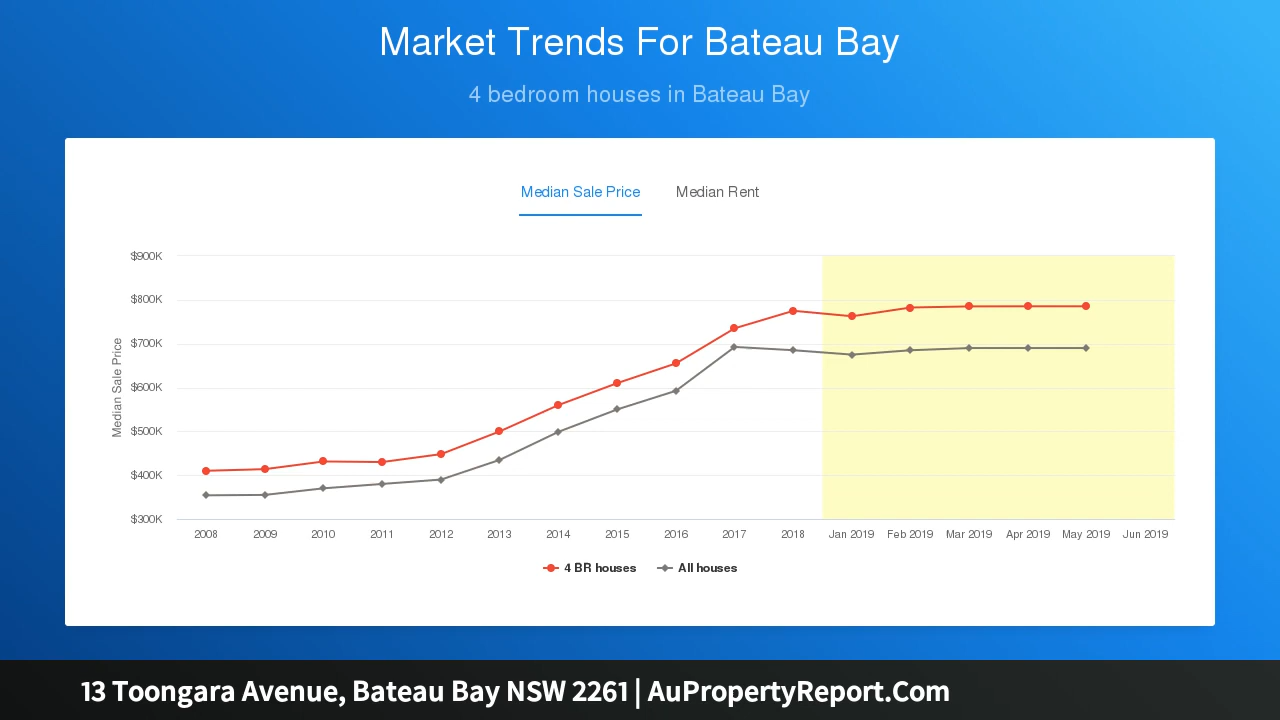 Market Trends For Bateau Bay
4 bedroom houses in Bateau Bay
Median Sale Price Median Rent
$900K
$800K
$700K
$600K
$500K
$400K
$300K
Median Sale Price
2008 2009 2010 2011 2012 2013 2014 2015 2016 2017 2018 Jan 2019 Feb 2019 Mar 2019 Apr 2019 May 2019 Jun 2019
4 BR houses All houses
13 Toongara Avenue, Bateau Bay NSW 2261 | AuPropertyReport.Com